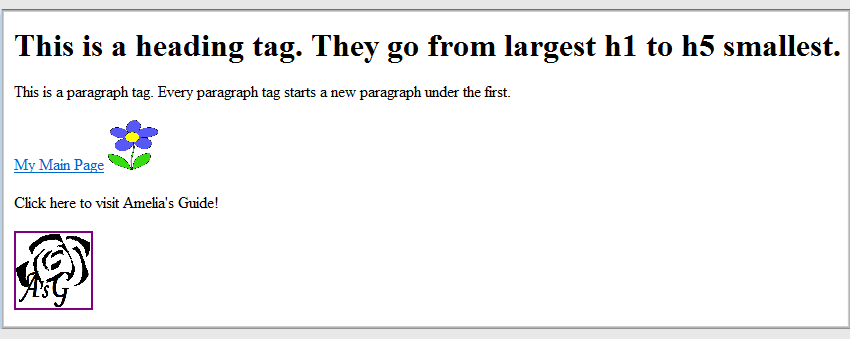 This is a heading tag. They go from largest h1 to h5 smallest.
This is a paragraph tag. Every paragraph tag starts a new paragraph under the first.
My Main Page
Click here to visit Amelia's Guide!
A'sG